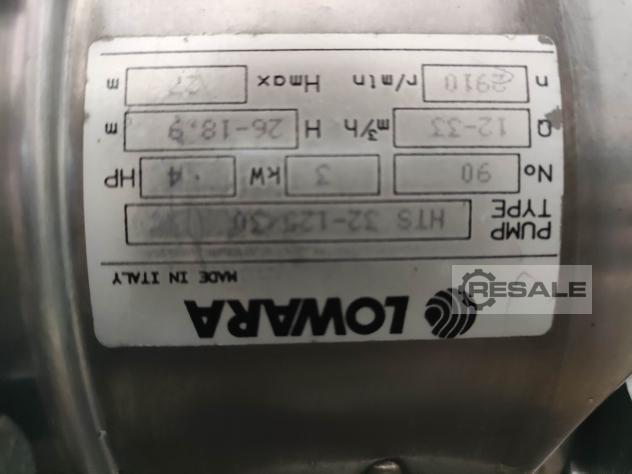 LOWARA
MADE IN ITALY
PUMP TYPE HTS 32-125/30
No 90 3 kW 4 HP
Q 12-33 m³/h H 26-18,9 m
n 2910 r/min Hmax 27 m
RESALE